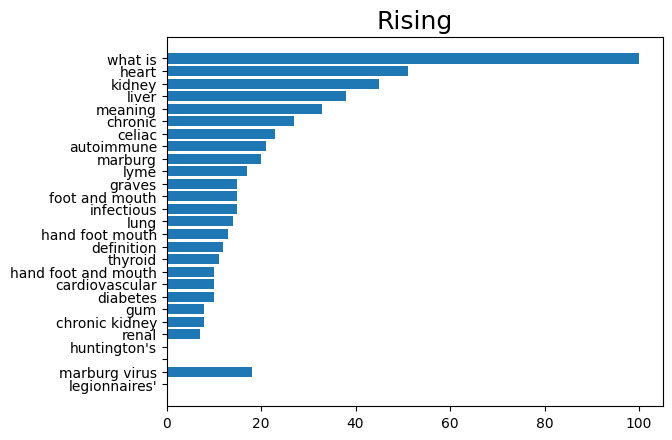 Rising
what is
heart
kidney
liver
meaning
chronic
celiac
autoimmune
marburg
lyme
graves
foot and mouth
infectious
lung
hand foot mouth
definition
thyroid
hand foot and mouth
cardiovascular
diabetes
gum
chronic kidney
renal
huntington's
marburg virus
legionnaires'
0 20 40 60 80 100